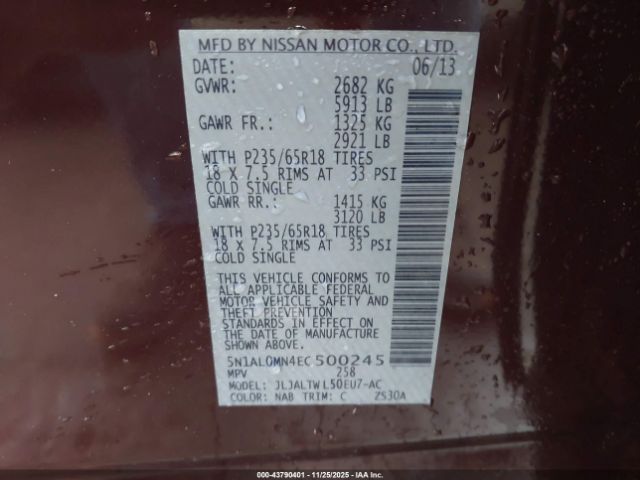 MFD BY NISSAN MOTOR CO., LTD.
DATE: 06/13
GVWR: 2682 KG
5913 LB
GAWR FR.: 1325 KG
2921 LB
WITH P235/65R18 TIRES
18 X 7.5 RIMS AT 33 PSI
COLD SINGLE
GAWR RR.: 1415 KG
3120 LB
WITH P235/65R18 TIRES
18 X 7.5 RIMS AT 33 PSI
COLD SINGLE
THIS VEHICLE CONFORMS TO
ALL APPLICABLE FEDERAL
MOTOR VEHICLE SAFETY AND
THEFT PREVENTION
STANDARDS IN EFFECT ON
THE DATE OF MANUFACTURE
SHOWN ABOVE.
5N1AL0MN4EC500245
MPV 258
MODEL: JLJALTWL50EU7-AC
COLOR: NAB TRIM: C ZS30A
000-43790401 - 11/25/2025 - IAAI.com